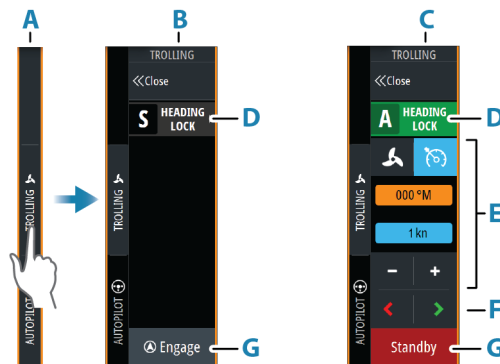 A
B
C
TROLLING
Close
S HEADING
LOCK
D
TROLLING
AUTOPILOT
Engage
G
TROLLING
AUTOPILOT
TROLLING
Close
A HEADING
LOCK
D
000 °M
1 kn
E
- +
< >
F
TROLLING
AUTOPILOT
Standby
G